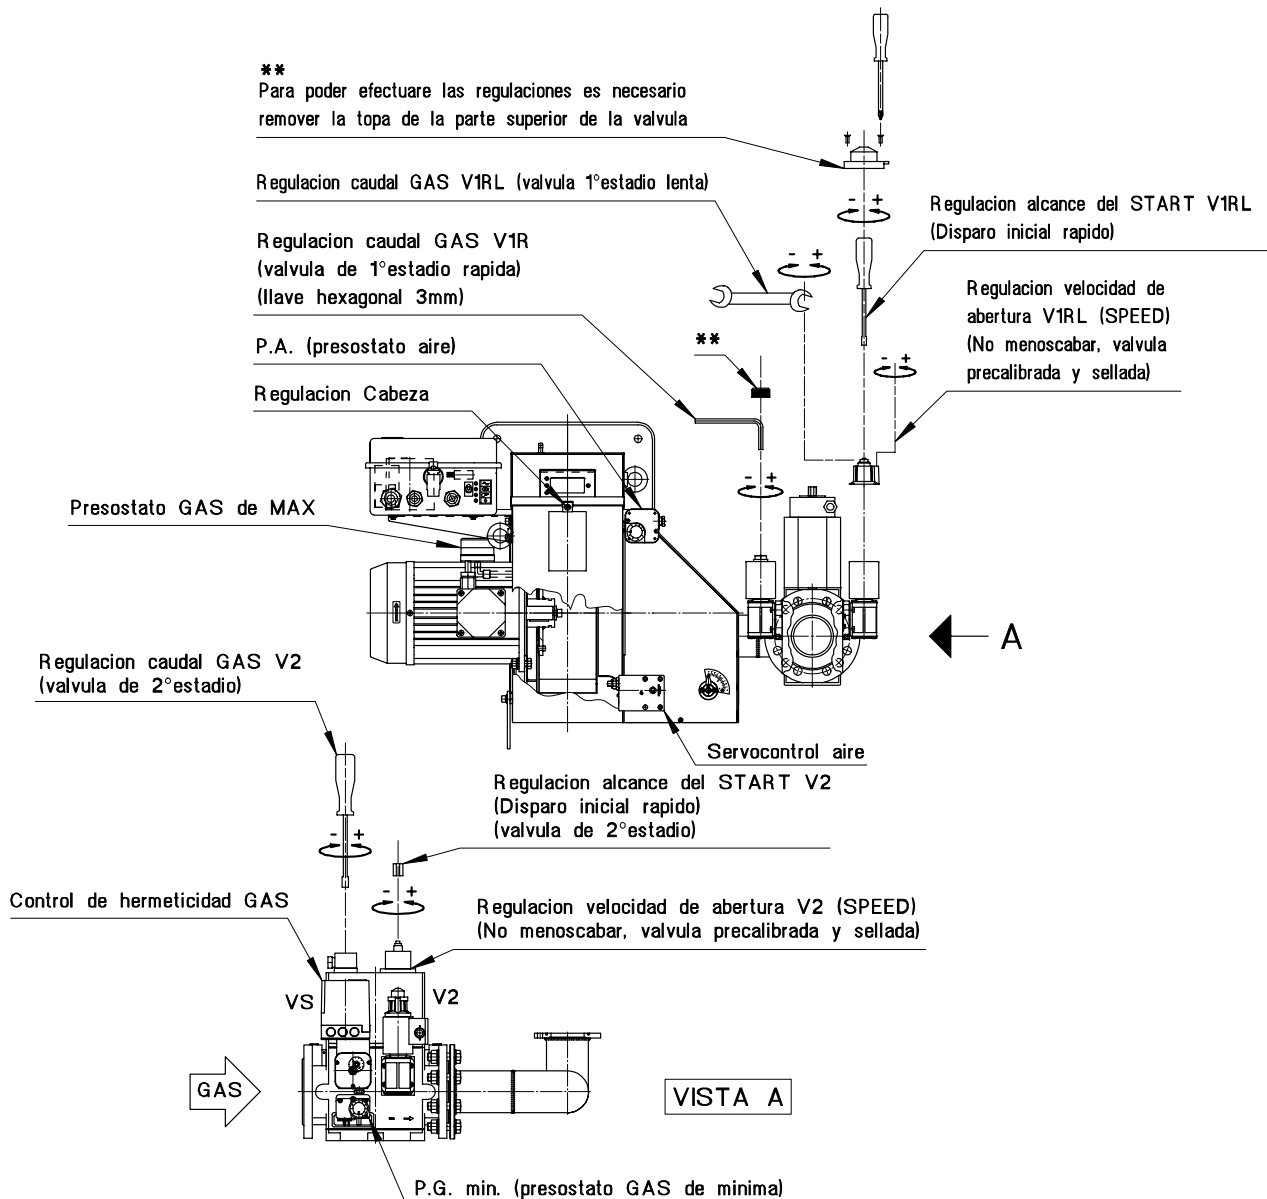 **
Para poder efectuare las regulaciones es necesario
remover la topa de la parte superior de la valvula
Regulacion caudal GAS V1RL (valvula 1°estadio lenta)
- +
Regulacion alcance del START V1RL
(Disparo inicial rapido)
Regulacion caudal GAS V1R
(valvula de 1°estadio rapida)
(llave hexagonal 3mm)
- +
Regulacion velocidad de
abertura V1RL (SPEED)
(No menoscabar, valvula
precalibrada y sellada)
**
P.A. (presostato aire)
- +
Regulacion Cabeza
- +
Presostato GAS de MAX
A
Regulacion caudal GAS V2
(valvula de 2°estadio)
Servocontrol aire
Regulacion alcance del START V2
(Disparo inicial rapido)
(valvula de 2°estadio)
- +
- +
Control de hermeticidad GAS
Regulacion velocidad de abertura V2 (SPEED)
(No menoscabar, valvula precalibrada y sellada)
VS
V2
GAS
VISTA A
P.G. min. (presostato GAS de minima)